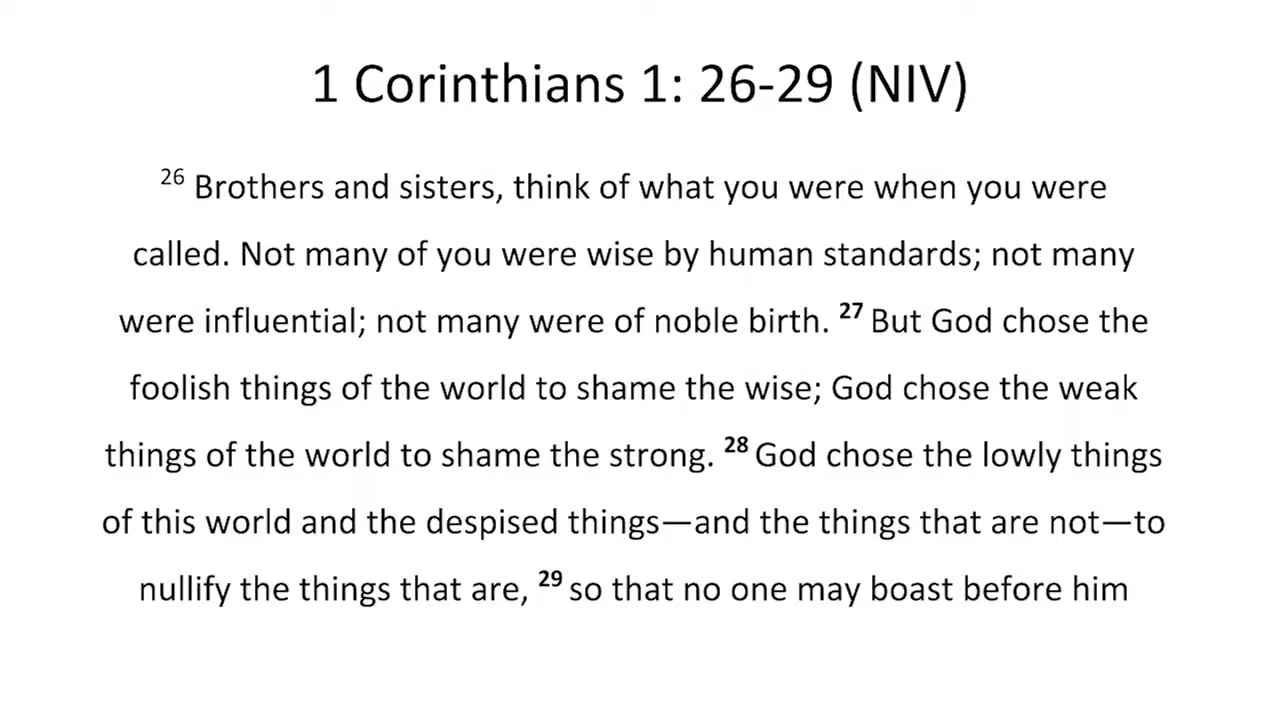 1 Corinthians 1: 26-29 (NIV)
26 Brothers and sisters, think of what you were when you were
called. Not many of you were wise by human standards; not many
were influential; not many were of noble birth. 27 But God chose the
foolish things of the world to shame the wise; God chose the weak
things of the world to shame the strong. 28 God chose the lowly things
of this world and the despised things—and the things that are not—to
nullify the things that are, 29 so that no one may boast before him